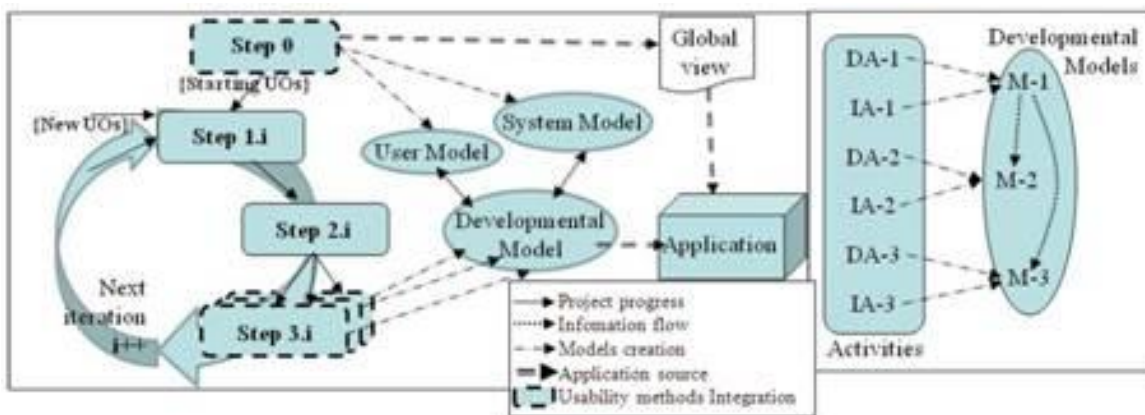 Step 0
{Starting UOs}
{New UOs}
Step 1.i
Step 2.i
Step 3.i
Next
iteration
i++
Global
view
System Model
User Model
Developmental
Model
Application
Project progress
Infomation flow
Models creation
Application source
Usability methods Integration
DA-1
IA-1
DA-2
IA-2
DA-3
IA-3
Activities
Developmental
Models
M-1
M-2
M-3